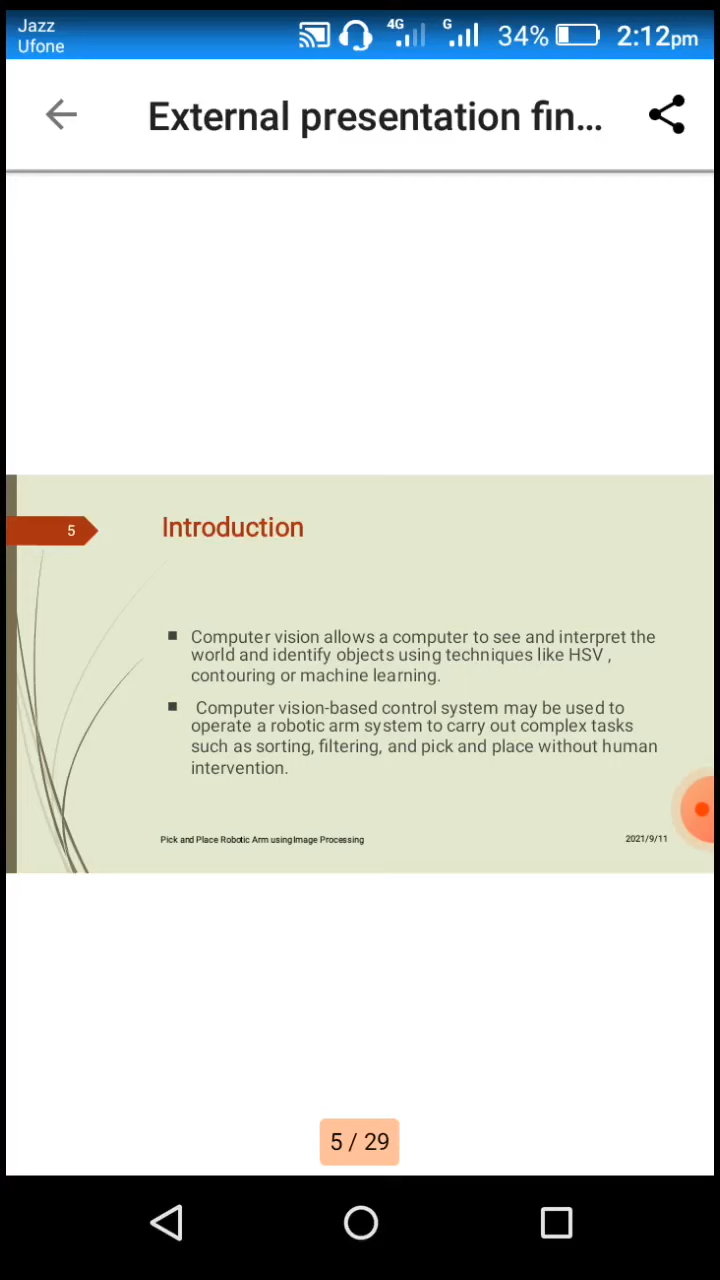 Jazz
Ufone
4G
G
34%
2:12pm
External presentation fin...
5
Introduction
Computer vision allows a computer to see and interpret the
world and identify objects using techniques like HSV ,
contouring or machine learning.
Computer vision-based control system may be used to
operate a robotic arm system to carry out complex tasks
such as sorting, filtering, and pick and place without human
intervention.
Pick and Place Robotic Arm usingImage Processing
2021/9/11
5 / 29